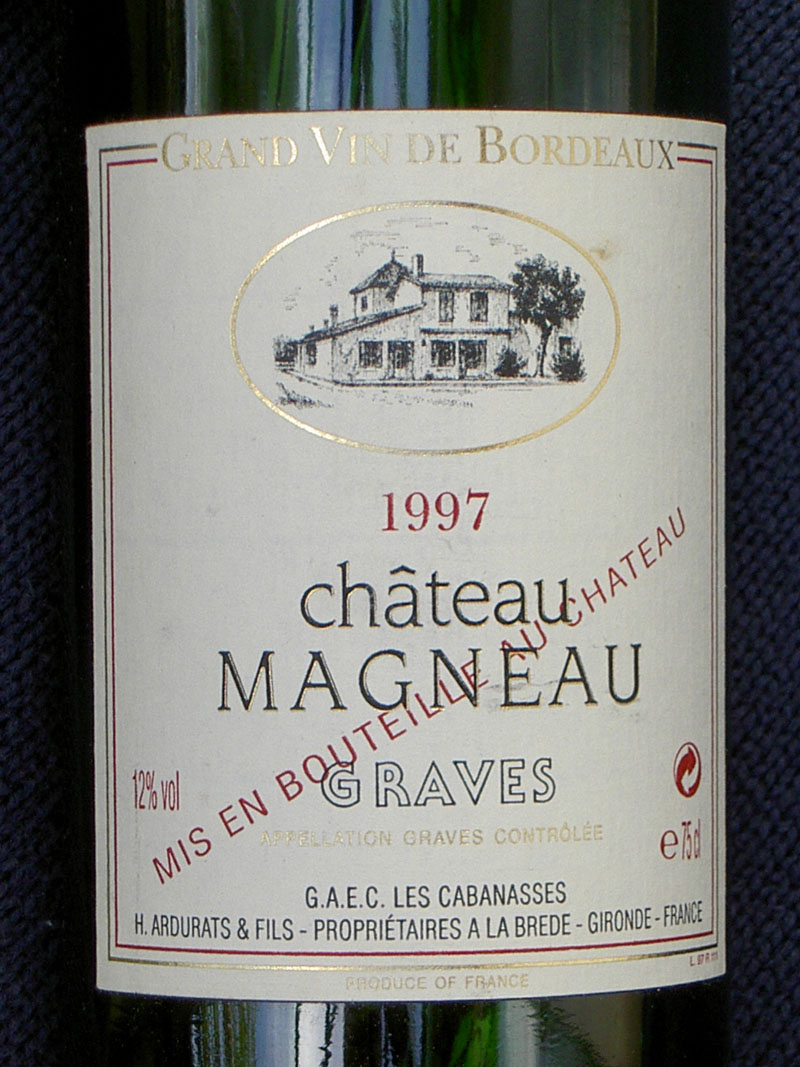 GRAND VIN DE BORDEAUX
1997
château
MAGNEAU
MIS EN BOUTEILLE AU CHATEAU
GRAVES
12% vol
APPELLATION GRAVES CONTRÔLÉE
e 75 cl
G.A.E.C. LES CABANASSES
H. ARDURATS & FILS - PROPRIÉTAIRES A LA BREDE - GIRONDE - FRANCE
PRODUCE OF FRANCE